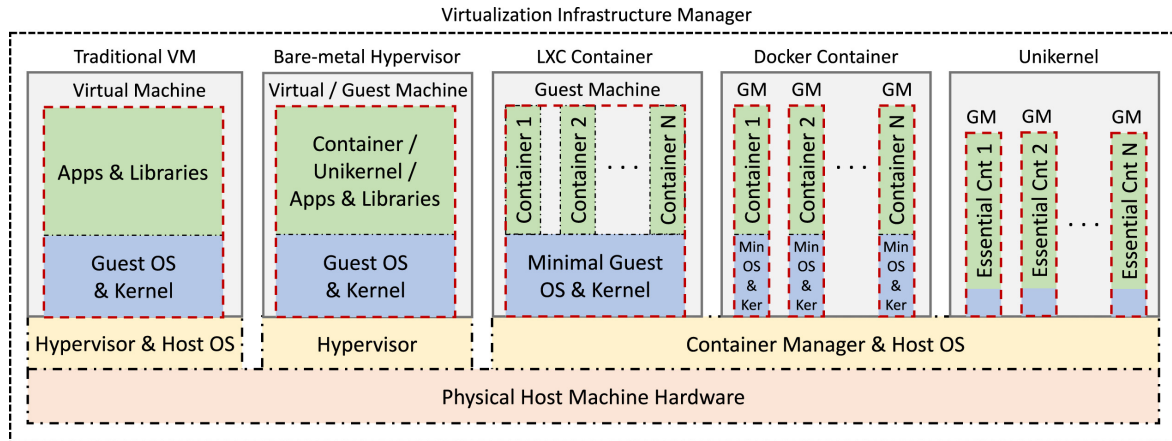 Virtualization Infrastructure Manager
Traditional VM
Virtual Machine
Apps & Libraries
Guest OS
& Kernel
Hypervisor & Host OS
Bare-metal Hypervisor
Virtual / Guest Machine
Container /
Unikernel /
Apps & Libraries
Guest OS
& Kernel
Hypervisor
LXC Container
Guest Machine
Container 1
Container 2
. . .
Container N
Minimal Guest
OS & Kernel
Docker Container
GM
GM
GM
Container 1
Container 2
. . .
Container N
Min
OS
&
Ker
Min
OS
&
Ker
Min
OS
&
Ker
Unikernel
GM
GM
GM
Essential Cnt 1
Essential Cnt 2
. . .
Essential Cnt N
Container Manager & Host OS
Physical Host Machine Hardware